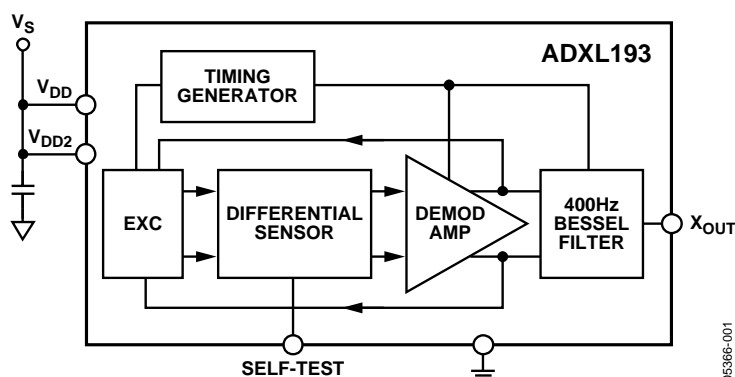 VS
ADXL193
TIMING
GENERATOR
VDD
VDD2
EXC
DIFFERENTIAL
SENSOR
DEMOD
AMP
400Hz
BESSEL
FILTER
XOUT
SELF-TEST
05366-001